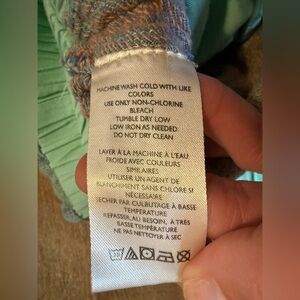 MACHINE WASH COLD WITH LIKE
COLORS
USE ONLY NON-CHLORINE
BLEACH
TUMBLE DRY LOW
LOW IRON AS NEEDED
DO NOT DRY CLEAN
LAVER À LA MACHINE À L'EAU
FROIDE AVEC COULEURS
SIMILAIRES
UTILISER UN AGENT DE
BLANCHIMENT SANS CHLORE SI
NÉCESSAIRE
SÉCHER PAR CULBUTAGE À BASSE
TEMPÉRATURE
REPASSER, AU BESOIN, À TRÈS
BASSE TEMPÉRATURE
NE PAS NETTOYER À SEC